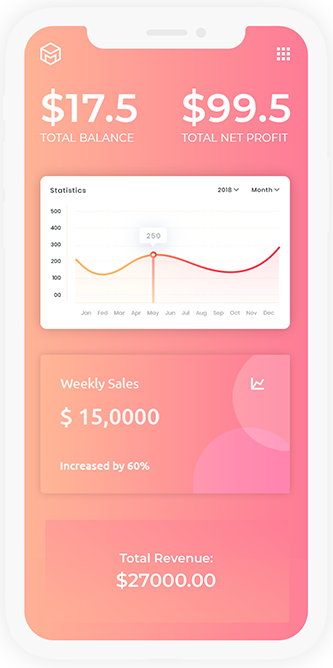 $17.5 $99.5
TOTAL BALANCE TOTAL NET PROFIT
Statistics 2018 Month
500
250
400
300
200
100
00
Jan Fed Mar Apr May Jun Jul Aug Sep Oct Nov Dec
Weekly Sales
$ 15,0000
Increased by 60%
Total Revenue:
$27000.00